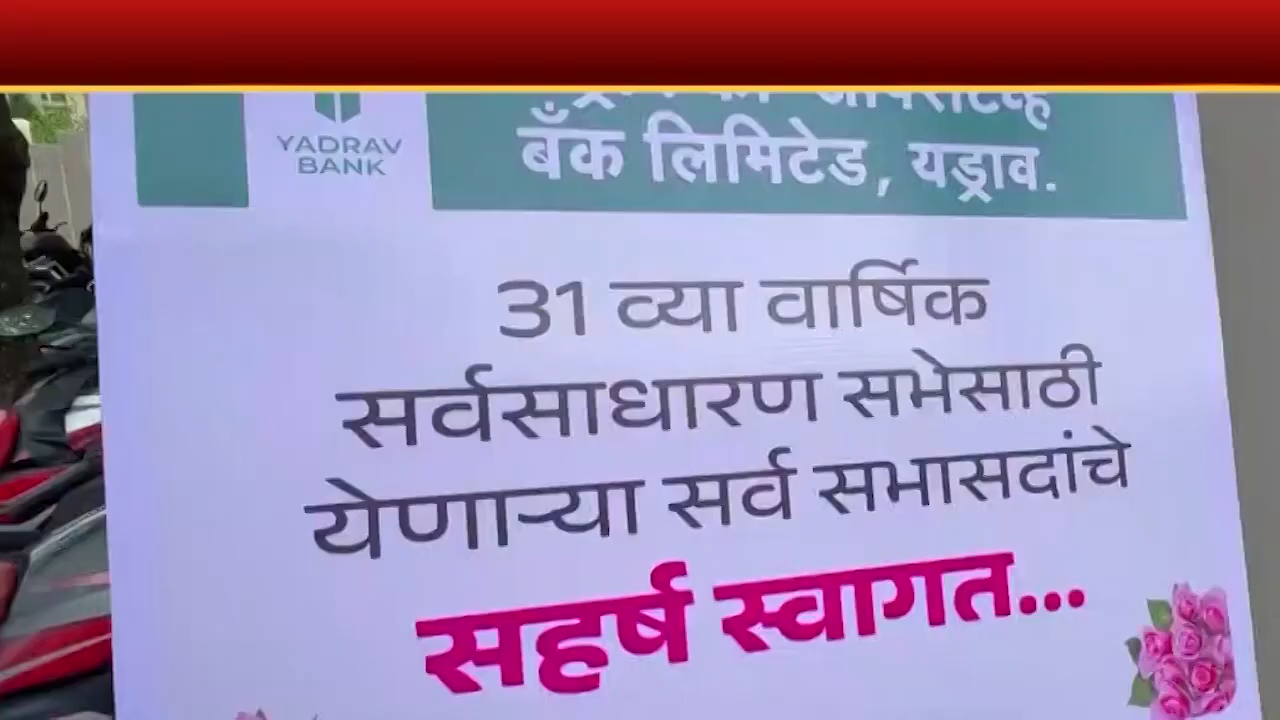 YADRAV
BANK
बँक लिमिटेड, यड्राव.
31 व्या वार्षिक
सर्वसाधारण सभेसाठी
येणाऱ्या सर्व सभासदांचे
सहर्ष स्वागत...